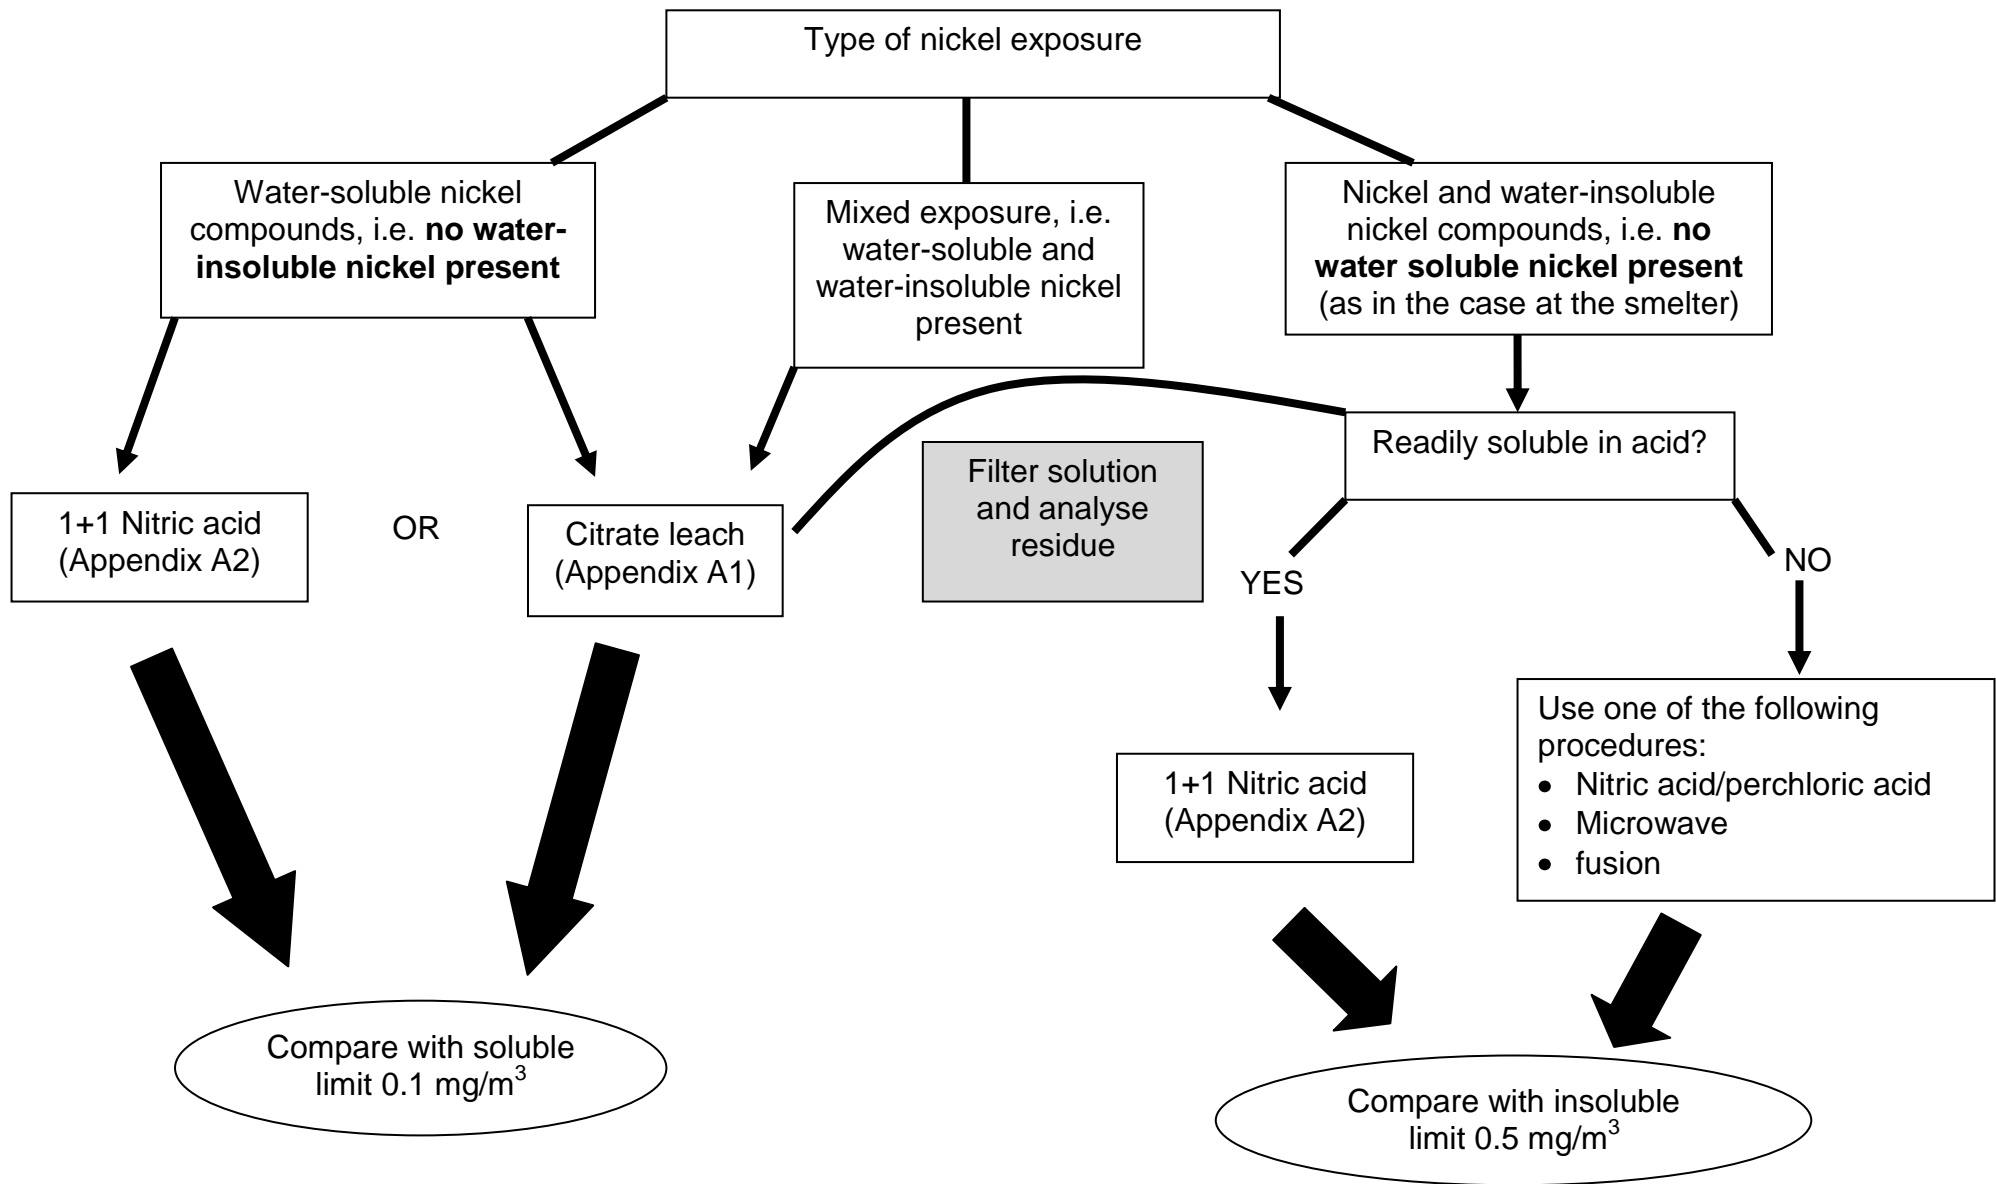 Type of nickel exposure
Water-soluble nickel
compounds, i.e. no water-
insoluble nickel present
Mixed exposure, i.e.
water-soluble and
water-insoluble nickel
present
Nickel and water-insoluble
nickel compounds, i.e. no
water soluble nickel present
(as in the case at the smelter)
Readily soluble in acid?
Filter solution
and analyse
residue
1+1 Nitric acid
(Appendix A2)
OR
Citrate leach
(Appendix A1)
YES
NO
1+1 Nitric acid
(Appendix A2)
Use one of the following
procedures:
• Nitric acid/perchloric acid
• Microwave
• fusion
Compare with soluble
limit 0.1 mg/m³
Compare with insoluble
limit 0.5 mg/m³